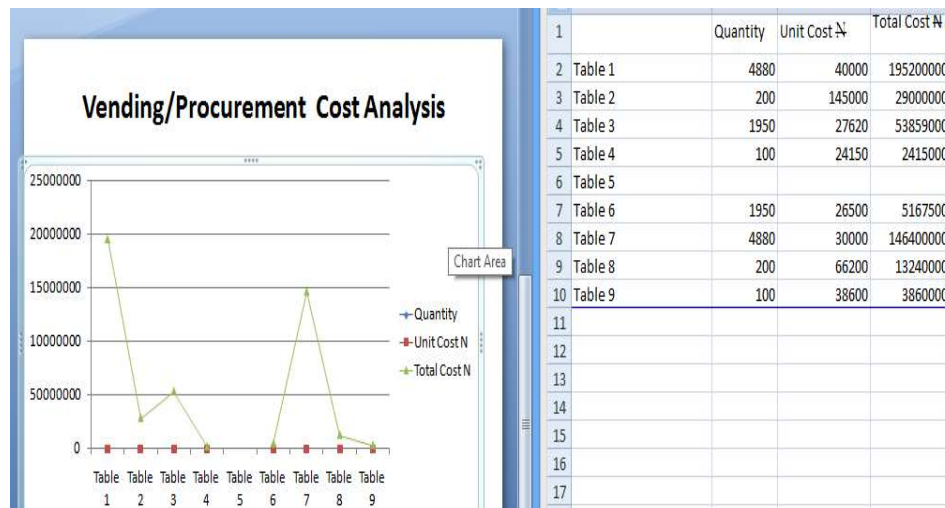 Vending/Procurement Cost Analysis
25000000
20000000
15000000
10000000
50000000
0
Table 1
Table 2
Table 3
Table 4
Table 5
Table 6
Table 7
Table 8
Table 9
Quantity
Unit Cost N
Total Cost N
Chart Area
1 Quantity Unit Cost N Total Cost N
2 Table 1 4880 40000 195200000
3 Table 2 200 145000 29000000
4 Table 3 1950 27620 53859000
5 Table 4 100 24150 2415000
6 Table 5
7 Table 6 1950 26500 5167500
8 Table 7 4880 30000 146400000
9 Table 8 200 66200 13240000
10 Table 9 100 38600 3860000
11
12
13
14
15
16
17